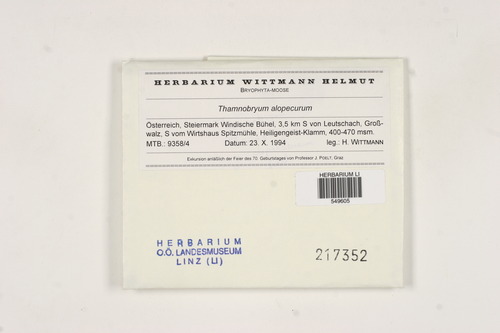 HERBARIUM WITTMANN HELMUT
BRYOPHYTA-MOOSE
Thamnobryum alopecurum
Österreich, Steiermark Windische Bühel, 3,5 km S von Leutschach, Groß-
walz, S vom Wirtshaus Spitzmühle, Heiligengeist-Klamm, 400-470 msm.
MTB.: 9358/4 Datum: 23. X. 1994 leg.: H. WITTMANN
Exkursion anläßlich der Feier des 70. Geburtstages von Professor J. POELT, Graz
HERBARIUM LI
549605
HERBARIUM
O.Ö. LANDESMUSEUM
LINZ (LI)
217352